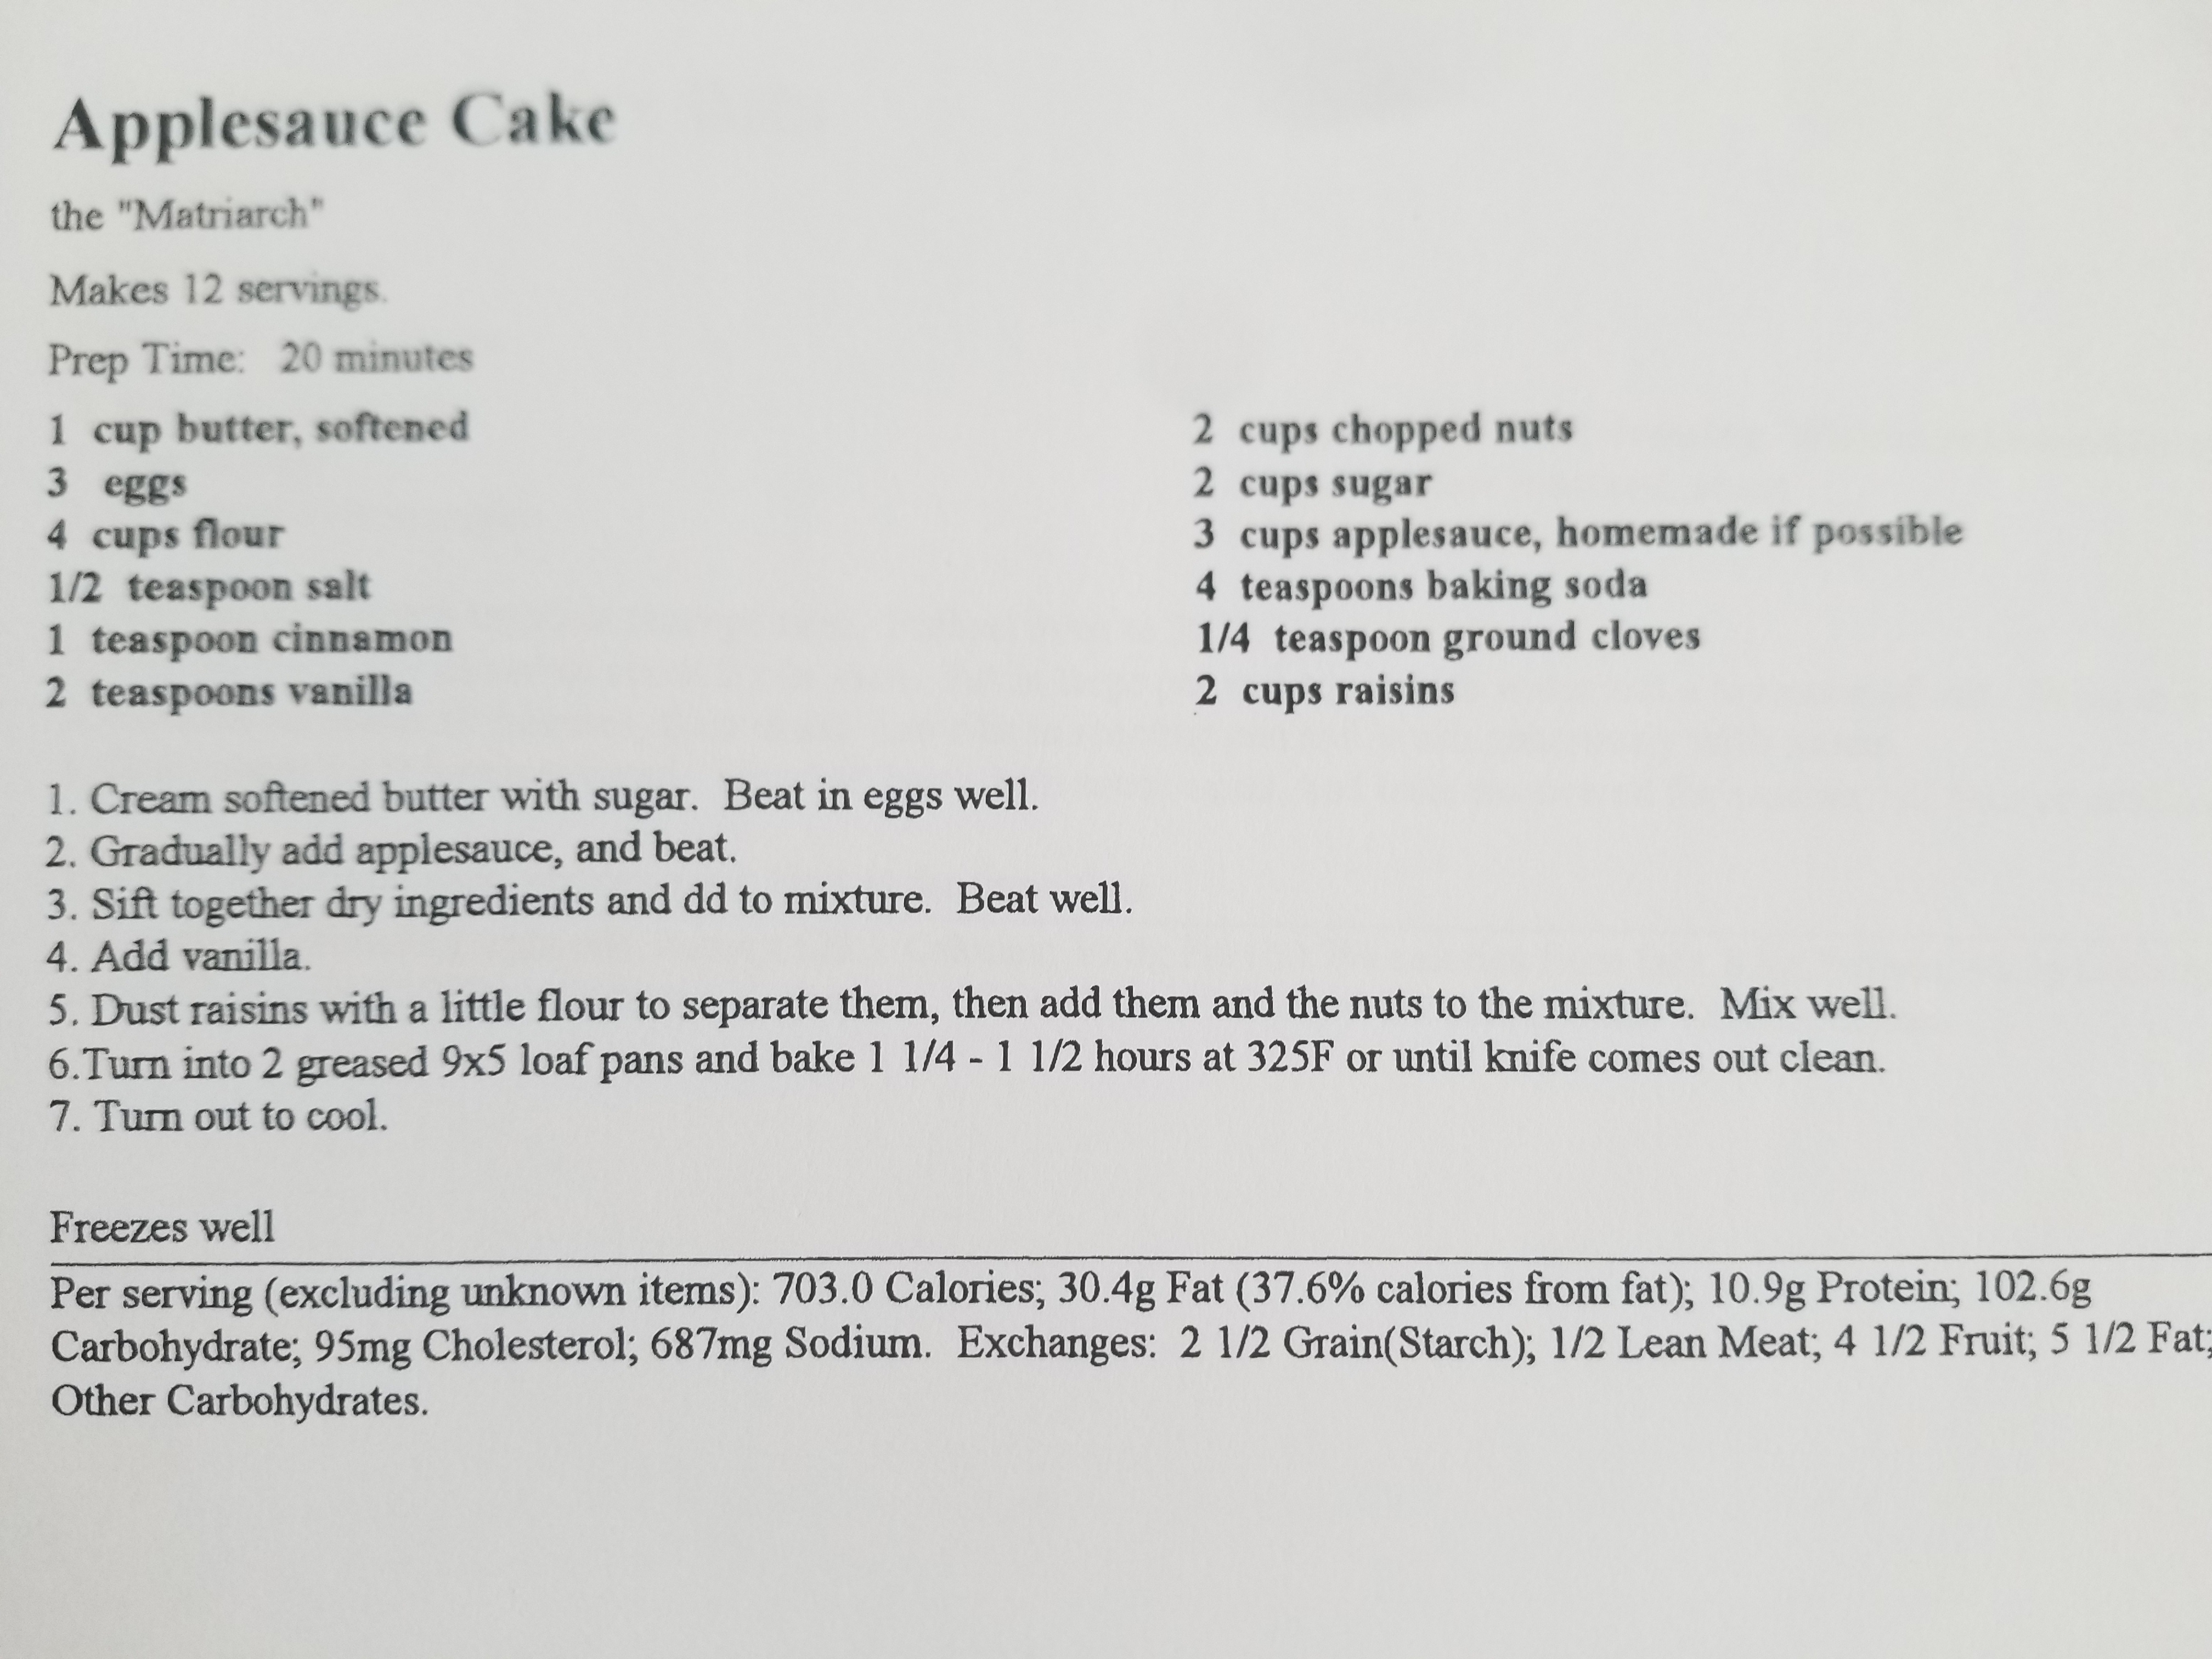 Applesauce Cake
the "Matriarch"
Makes 12 servings.
Prep Time: 20 minutes
1 cup butter, softened
3 eggs
4 cups flour
1/2 teaspoon salt
1 teaspoon cinnamon
2 teaspoons vanilla
2 cups chopped nuts
2 cups sugar
3 cups applesauce, homemade if possible
4 teaspoons baking soda
1/4 teaspoon ground cloves
2 cups raisins
1. Cream softened butter with sugar. Beat in eggs well.
2. Gradually add applesauce, and beat.
3. Sift together dry ingredients and dd to mixture. Beat well.
4. Add vanilla.
5. Dust raisins with a little flour to separate them, then add them and the nuts to the mixture. Mix well.
6.Turn into 2 greased 9x5 loaf pans and bake 1 1/4 - 1 1/2 hours at 325F or until knife comes out clean.
7. Turn out to cool.
Freezes well
Per serving (excluding unknown items): 703.0 Calories; 30.4g Fat (37.6% calories from fat); 10.9g Protein; 102.6g
Carbohydrate; 95mg Cholesterol; 687mg Sodium. Exchanges: 2 1/2 Grain(Starch); 1/2 Lean Meat; 4 1/2 Fruit; 5 1/2 Fat;
Other Carbohydrates.